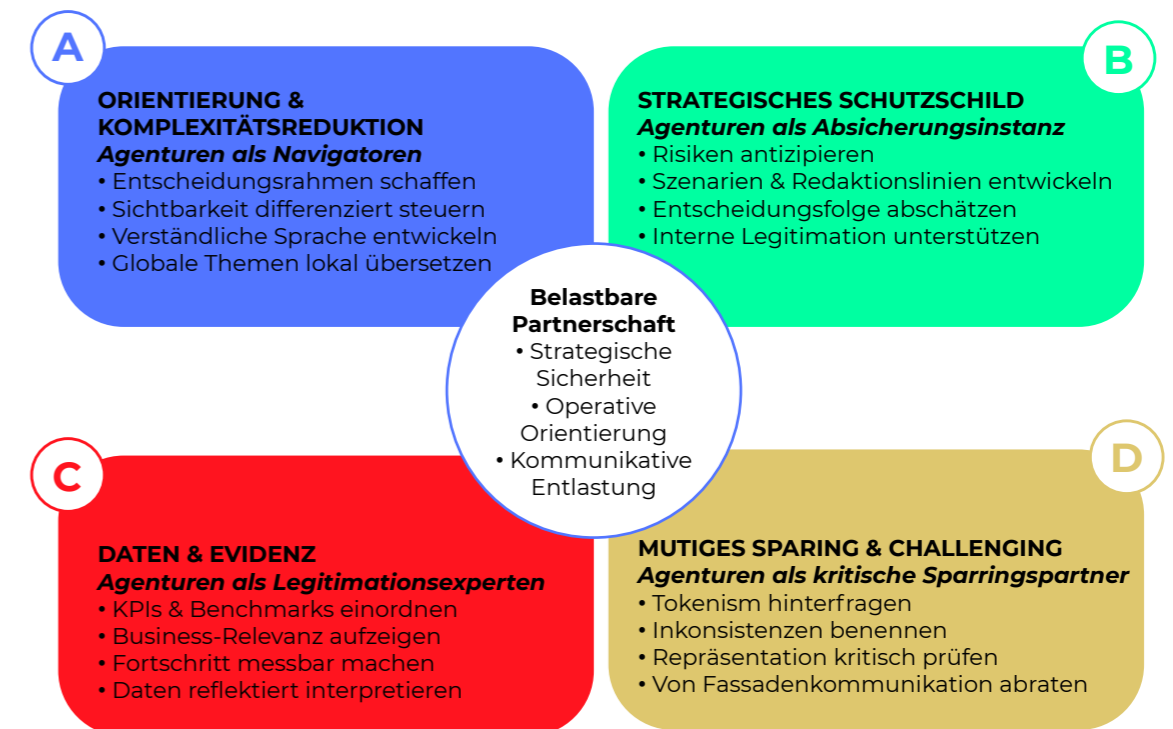 A
ORIENTIERUNG &
KOMPLEXITÄTSREDUKTION
Agenturen als Navigatoren
• Entscheidungsrahmen schaffen
• Sichtbarkeit differenziert steuern
• Verständliche Sprache entwickeln
• Globale Themen lokal übersetzen
B
STRATEGISCHES SCHUTZSCHILD
Agenturen als Absicherungsinstanz
• Risiken antizipieren
• Szenarien & Redaktionslinien entwickeln
• Entscheidungsfolge abschätzen
• Interne Legitimation unterstützen
Belastbare
Partnerschaft
• Strategische
Sicherheit
• Operative
Orientierung
• Kommunikative
Entlastung
C
DATEN & EVIDENZ
Agenturen als Legitimationsexperten
• KPIs & Benchmarks einordnen
• Business-Relevanz aufzeigen
• Fortschritt messbar machen
• Daten reflektiert interpretieren
D
MUTIGES SPARING & CHALLENGING
Agenturen als kritische Sparringspartner
• Tokenism hinterfragen
• Inkonsistenzen benennen
• Repräsentation kritisch prüfen
• Von Fassadenkommunikation abraten